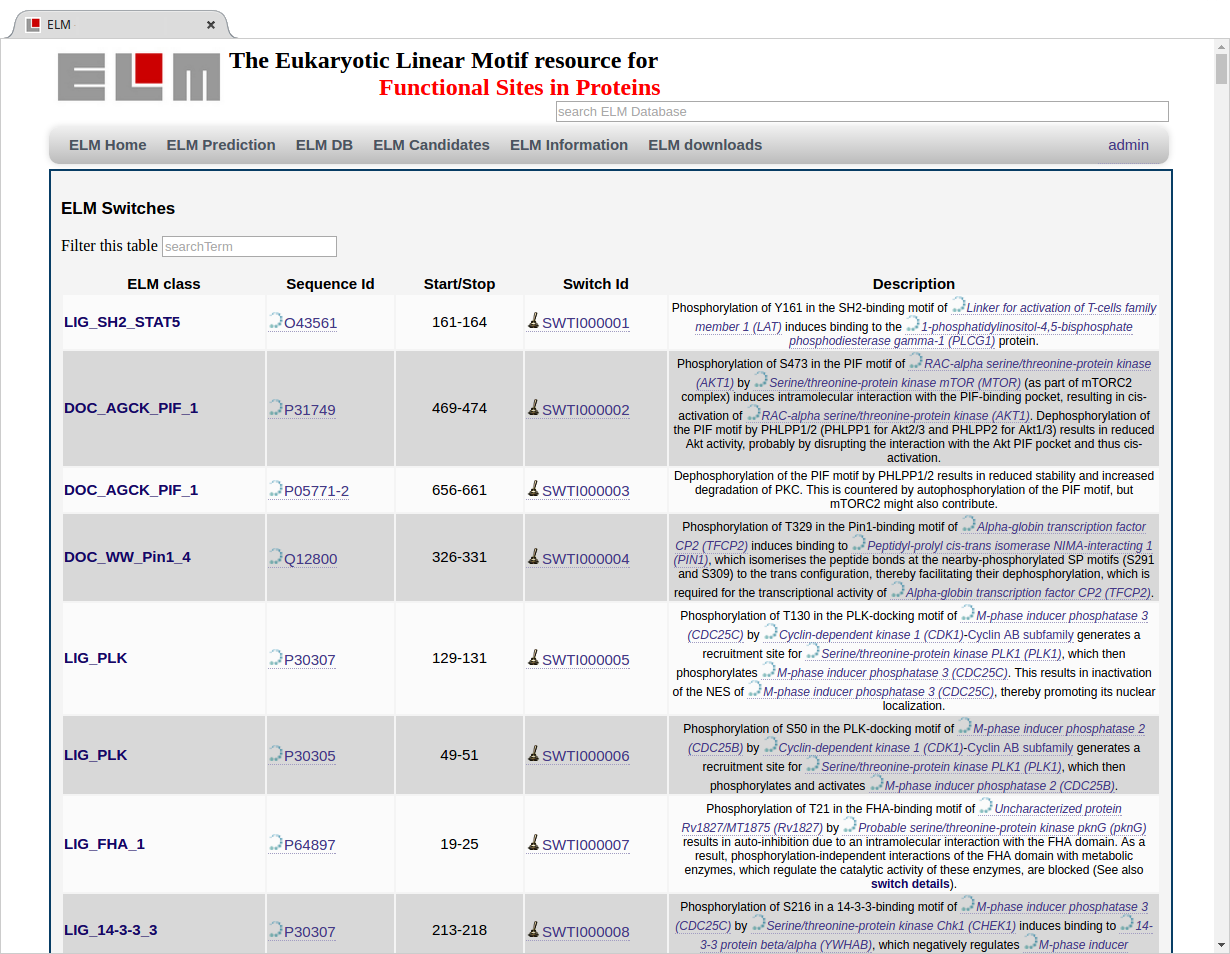 ELM
ELM
The Eukaryotic Linear Motif resource for
Functional Sites in Proteins
search ELM Database
ELM Home ELM Prediction ELM DB ELM Candidates ELM Information ELM downloads admin
ELM Switches
Filter this table searchTerm
ELM class Sequence Id Start/Stop Switch Id Description
LIG_SH2_STAT5 O43561 161-164 SWTI000001
Phosphorylation of Y161 in the SH2-binding motif of Linker for activation of T-cells family
member 1 (LAT) induces binding to the 1-phosphatidylinositol-4,5-bisphosphate
phosphodiesterase gamma-1 (PLCG1) protein.
DOC_AGCK_PIF_1 P31749 469-474 SWTI000002
Phosphorylation of S473 in the PIF motif of RAC-alpha serine/threonine-protein kinase
(AKT1) by Serine/threonine-protein kinase mTOR (MTOR) (as part of mTORC2
complex) induces intramolecular interaction with the PIF-binding pocket, resulting in cis-
activation of RAC-alpha serine/threonine-protein kinase (AKT1). Dephosphorylation of
the PIF motif by PHLPP1/2 (PHLPP1 for Akt2/3 and PHLPP2 for Akt1/3) results in reduced
Akt activity, probably by disrupting the interaction with the Akt PIF pocket and thus cis-
activation.
DOC_AGCK_PIF_1 P05771-2 656-661 SWTI000003
Dephosphorylation of the PIF motif by PHLPP1/2 results in reduced stability and increased
degradation of PKC. This is countered by autophosphorylation of the PIF motif, but
mTORC2 might also contribute.
DOC_WW_Pin1_4 Q12800 326-331 SWTI000004
Phosphorylation of T329 in the Pin1-binding motif of Alpha-globin transcription factor
CP2 (TFCP2) induces binding to Peptidyl-prolyl cis-trans isomerase NIMA-interacting 1
(PIN1), which isomerises the peptide bonds at the nearby-phosphorylated SP motifs (S291
and S309) to the trans configuration, thereby facilitating their dephosphorylation, which is
required for the transcriptional activity of Alpha-globin transcription factor CP2 (TFCP2).
LIG_PLK P30307 129-131 SWTI000005
Phosphorylation of T130 in the PLK-docking motif of M-phase inducer phosphatase 3
(CDC25C) by Cyclin-dependent kinase 1 (CDK1)-Cyclin AB subfamily generates a
recruitment site for Serine/threonine-protein kinase PLK1 (PLK1), which then
phosphorylates M-phase inducer phosphatase 3 (CDC25C). This results in inactivation
of the NES of M-phase inducer phosphatase 3 (CDC25C), thereby promoting its nuclear
localization.
LIG_PLK P30305 49-51 SWTI000006
Phosphorylation of S50 in the PLK-docking motif of M-phase inducer phosphatase 2
(CDC25B) by Cyclin-dependent kinase 1 (CDK1)-Cyclin AB subfamily generates a
recruitment site for Serine/threonine-protein kinase PLK1 (PLK1), which then
phosphorylates and activates M-phase inducer phosphatase 2 (CDC25B).
LIG_FHA_1 P64897 19-25 SWTI000007
Phosphorylation of T21 in the FHA-binding motif of Uncharacterized protein
Rv1827/MT1875 (Rv1827) by Probable serine/threonine-protein kinase pknG (pknG)
results in auto-inhibition due to an intramolecular interaction with the FHA domain. As a
result, phosphorylation-independent interactions of the FHA domain with metabolic
enzymes, which regulate the catalytic activity of these enzymes, are blocked (See also
switch details).
LIG_14-3-3_3 P30307 213-218 SWTI000008
Phosphorylation of S216 in a 14-3-3-binding motif of M-phase inducer phosphatase 3
(CDC25C) by Serine/threonine-protein kinase Chk1 (CHEK1) induces binding to 14-
3-3 protein beta/alpha (YWHAB), which negatively regulates M-phase inducer